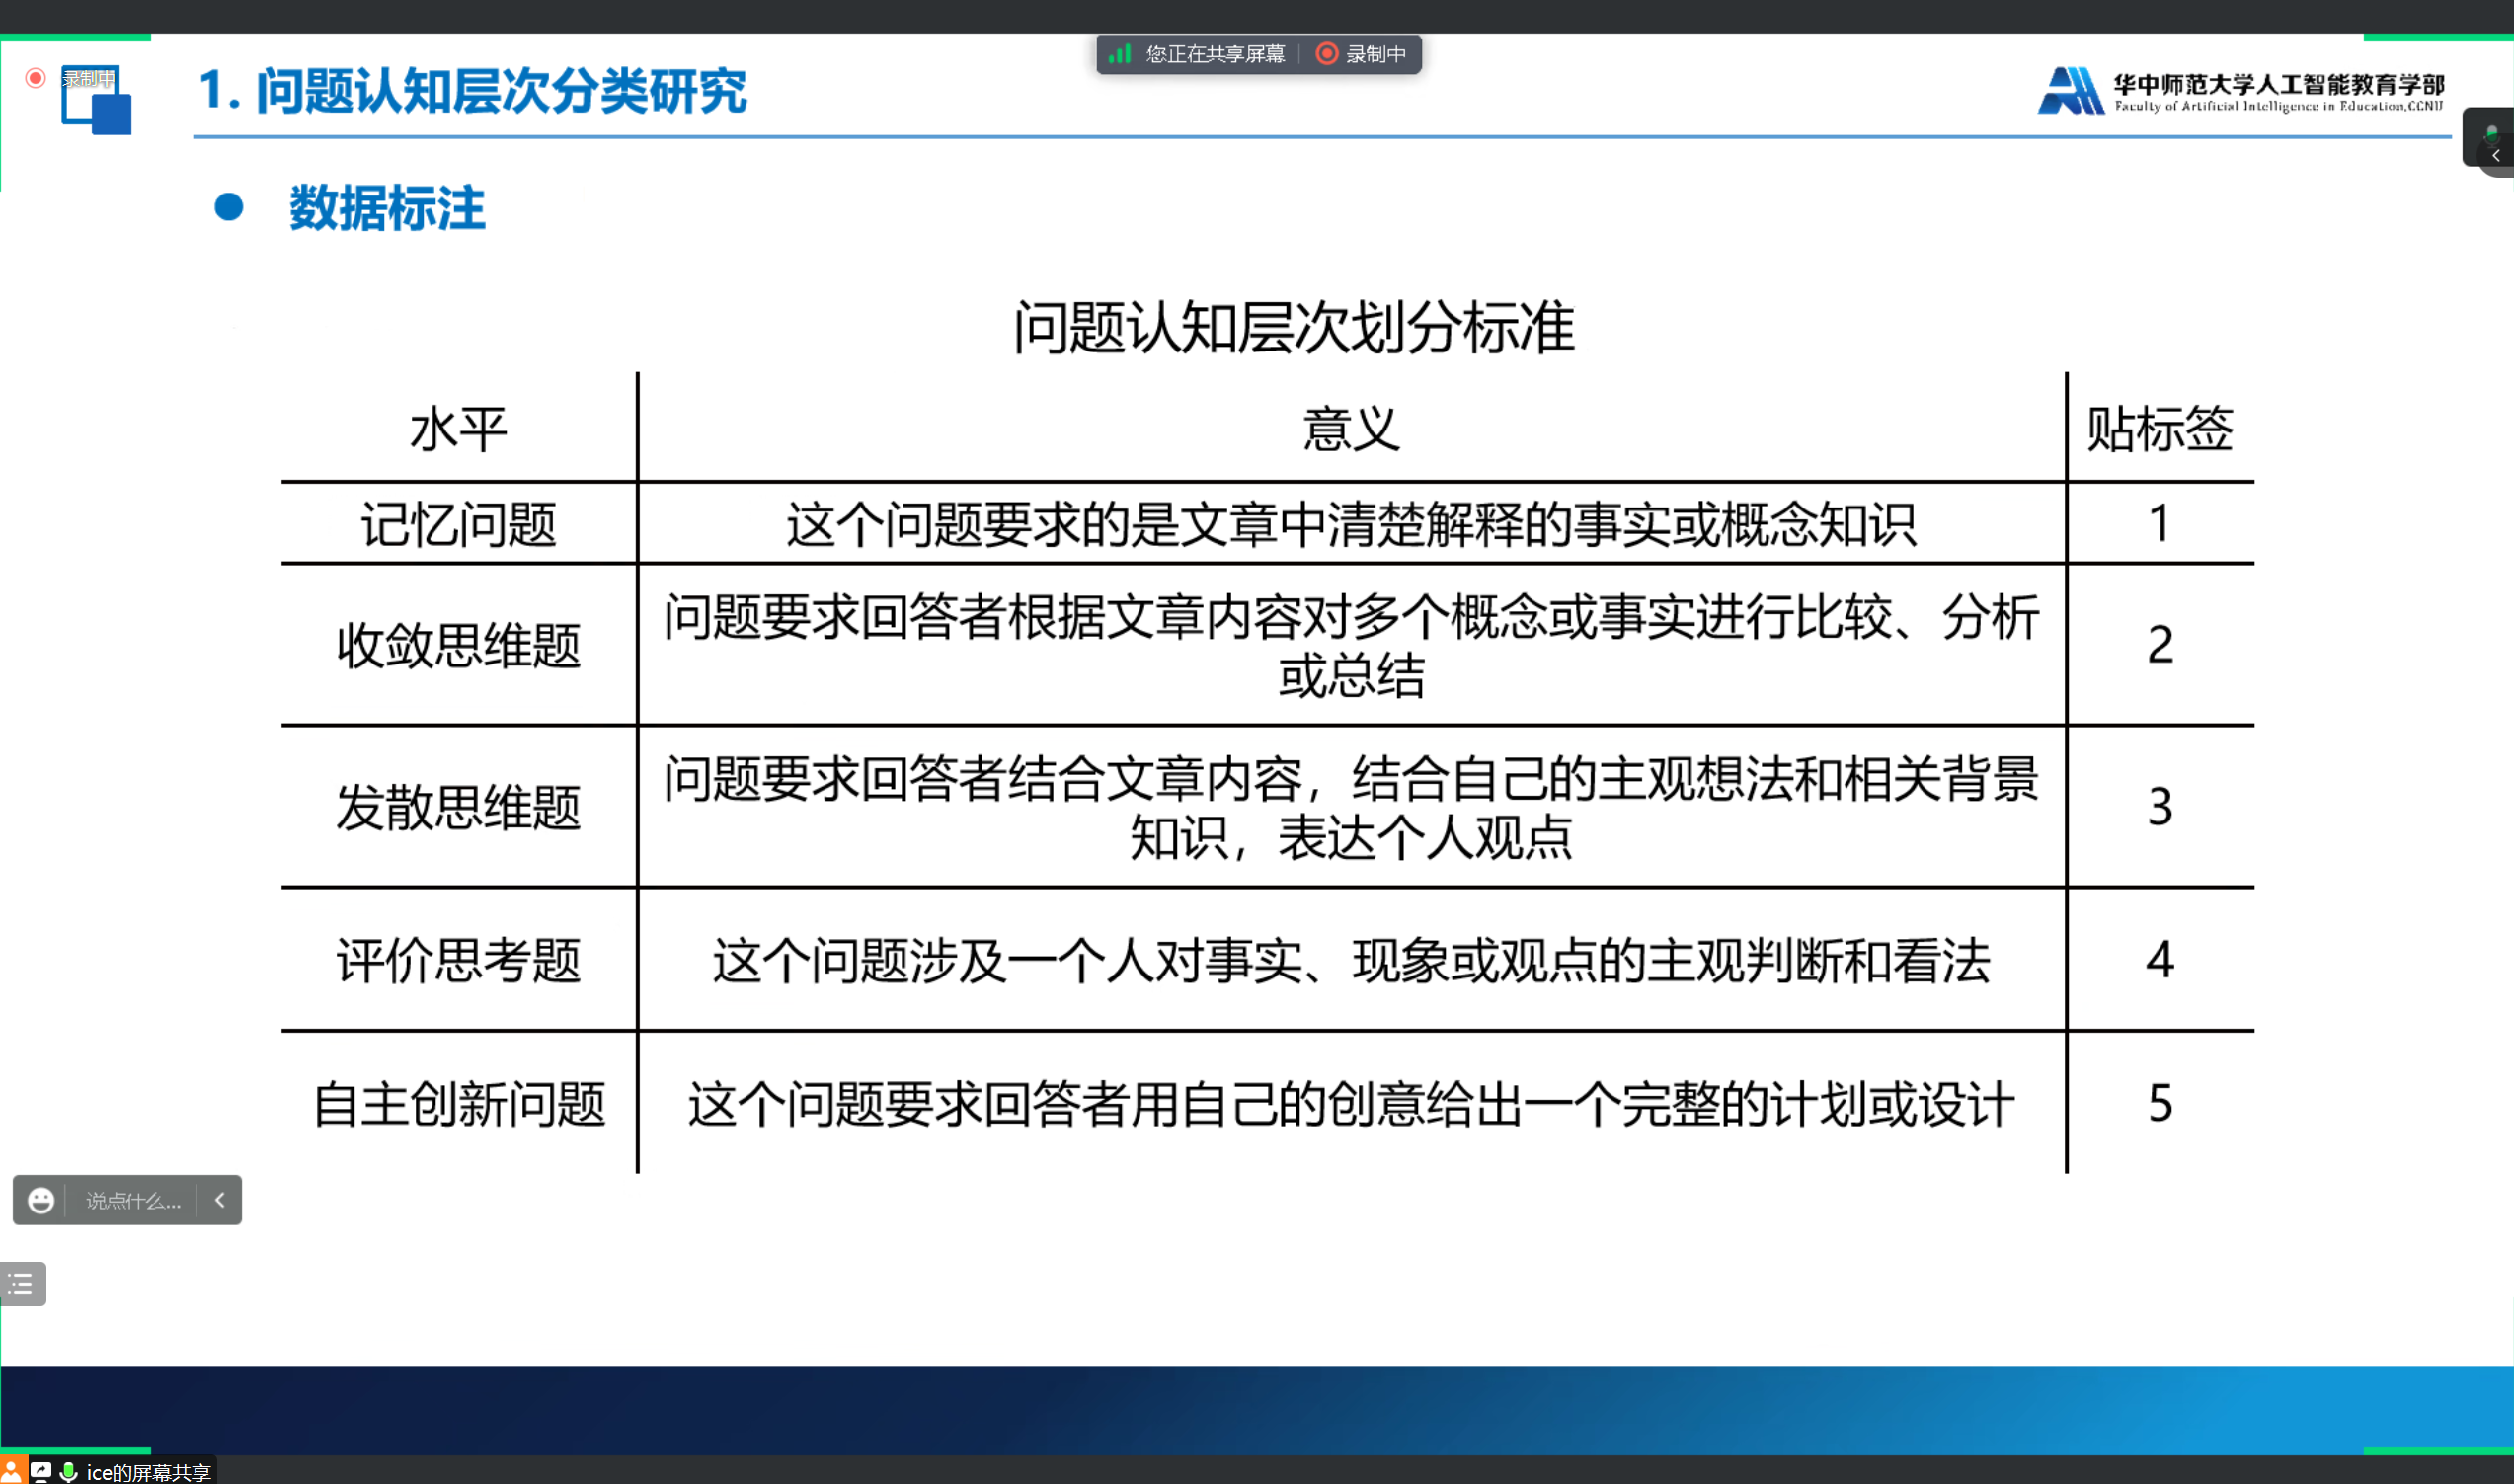 您正在共享屏幕 录制中
录制中
1. 问题认知层次分类研究
华中师范大学人工智能教育学部
Faculty of Artificial Intelligence in Education,CCNU
数据标注
问题认知层次划分标准
水平 意义 贴标签
记忆问题 这个问题要求的是文章中清楚解释的事实或概念知识 1
收敛思维题 问题要求回答者根据文章内容对多个概念或事实进行比较、分析
或总结 2
发散思维题 问题要求回答者结合文章内容，结合自己的主观想法和相关背景
知识，表达个人观点 3
评价思考题 这个问题涉及一个人对事实、现象或观点的主观判断和看法 4
自主创新问题 这个问题要求回答者用自己的创意给出一个完整的计划或设计 5
说点什么...
ice的屏幕共享